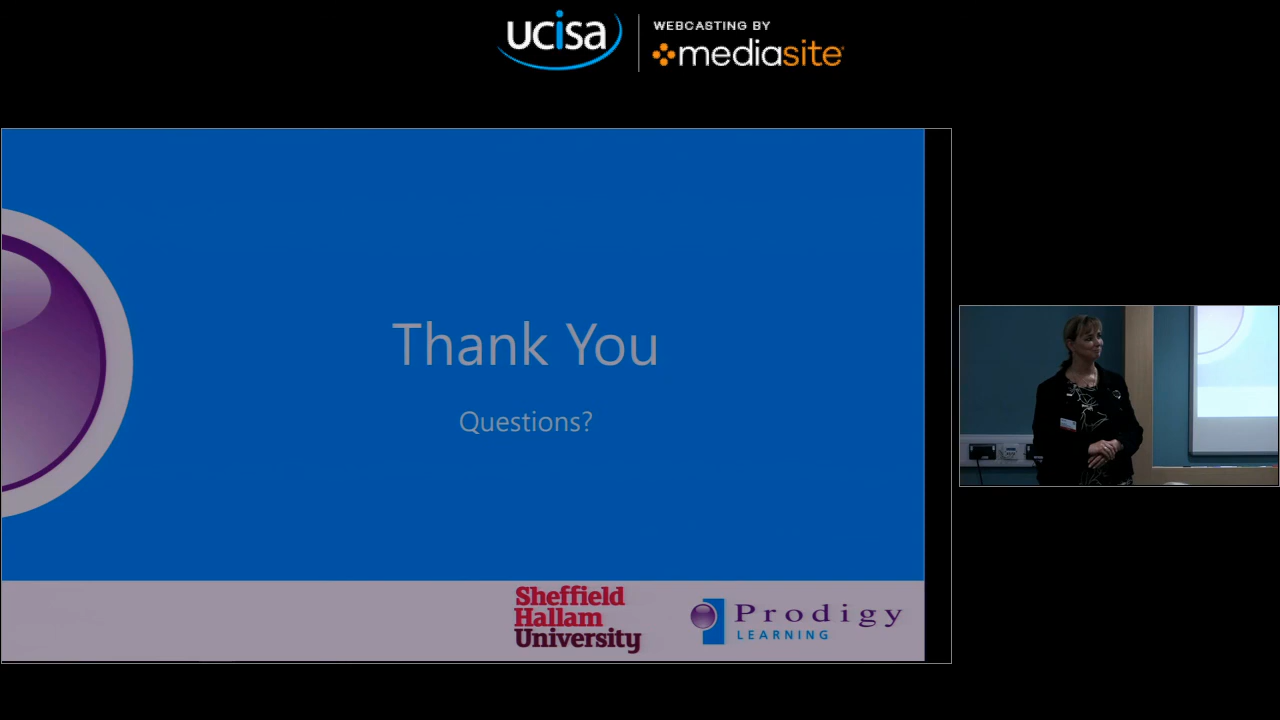 ucisa
WEBCASTING BY
mediasite
Thank You
Questions?
Sheffield
Hallam
University
Prodigy
LEARNING